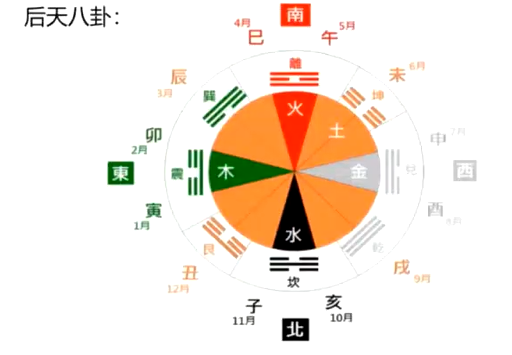 后天八卦：
南
4月
巳
午
5月
離
未
6月
坤
辰
3月
巽
火
土
卯
2月
申
7月
東
震
木
金
兌
西
寅
1月
酉
8月
水
艮
乾
丑
12月
戌
9月
坎
子
11月
亥
10月
北